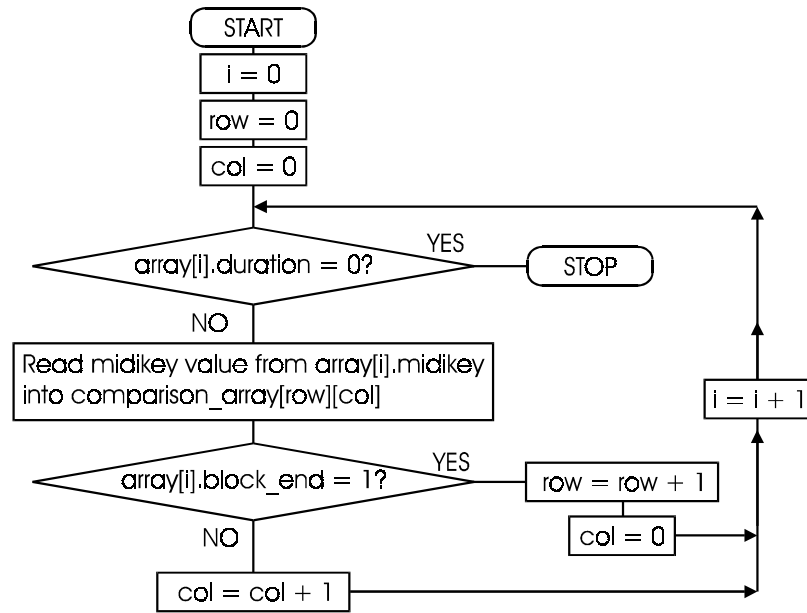 START
i = 0
row = 0
col = 0
array[i].duration = 0?
YES
STOP
NO
Read midikey value from array[i].midikey
into comparison_array[row][col]
i = i + 1
array[i].block_end = 1?
YES
row = row + 1
col = 0
NO
col = col + 1